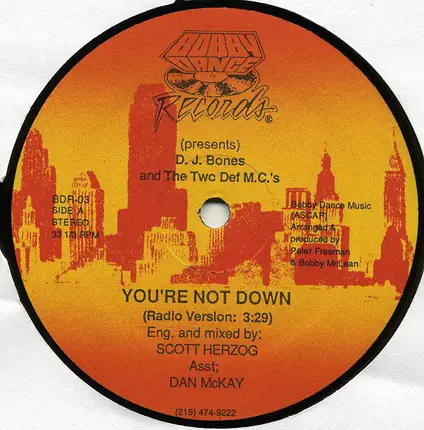 BOBBY
DANCE
Records®
(presents)
D. J. Bones
and The Two Def M.C.'s
BDR-03
SIDE A
STEREO
33 1/3 RPM
Bobby Dance Music
(ASCAP)
Arranged &
produced by
Peter Freeman
& Bobby McLean
YOU'RE NOT DOWN
(Radio Version: 3:29)
Eng. and mixed by;
SCOTT HERZOG
Asst;
DAN McKAY
(215) 474-9222